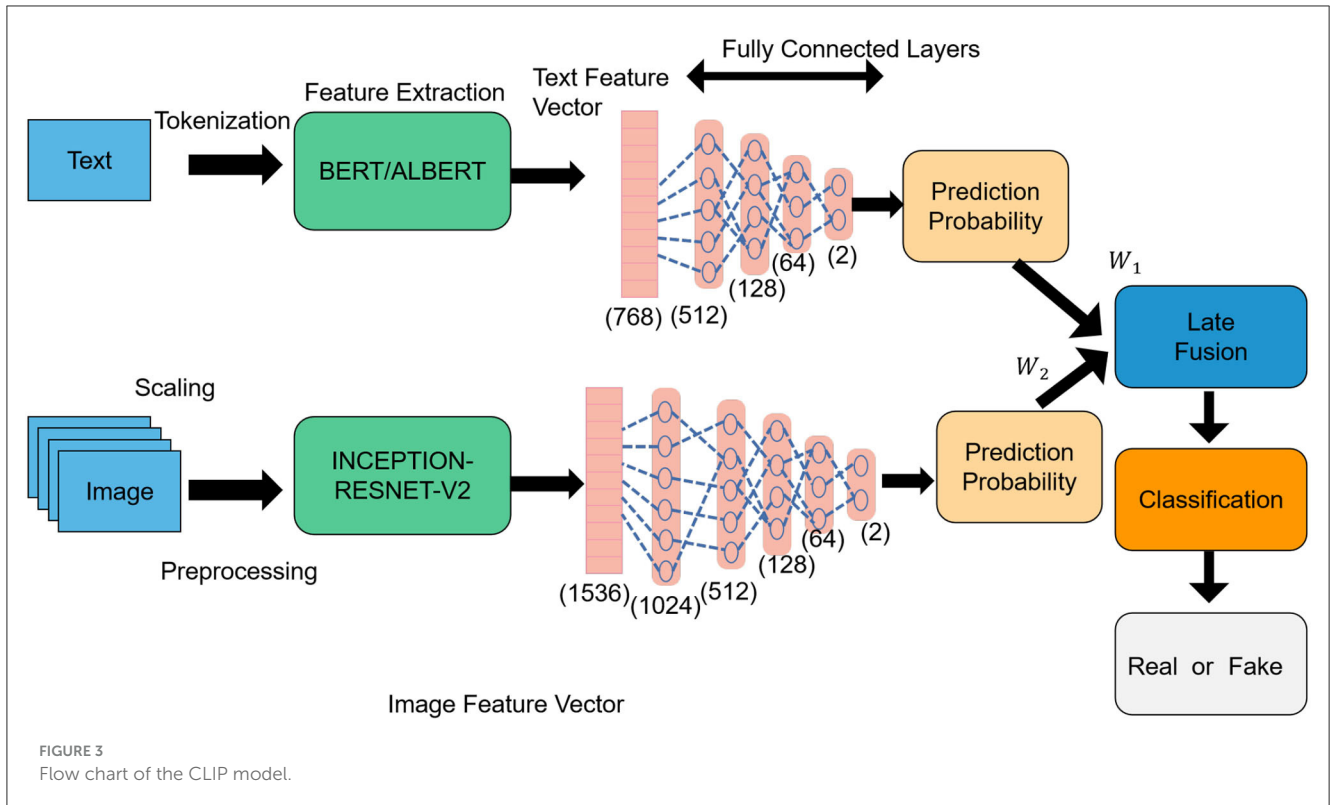 Fully Connected Layers
Text Feature
Vector
Feature Extraction
Tokenization
Text
BERT/ALBERT
(768)
(512)
(128)
(64)
(2)
Prediction
Probability
W₁
Late
Fusion
W₂
Scaling
Image
Preprocessing
INCEPTION-
RESNET-V2
(1536)
(1024)
(512)
(128)
(64)
(2)
Prediction
Probability
Classification
Real or Fake
Image Feature Vector
FIGURE 3
Flow chart of the CLIP model.